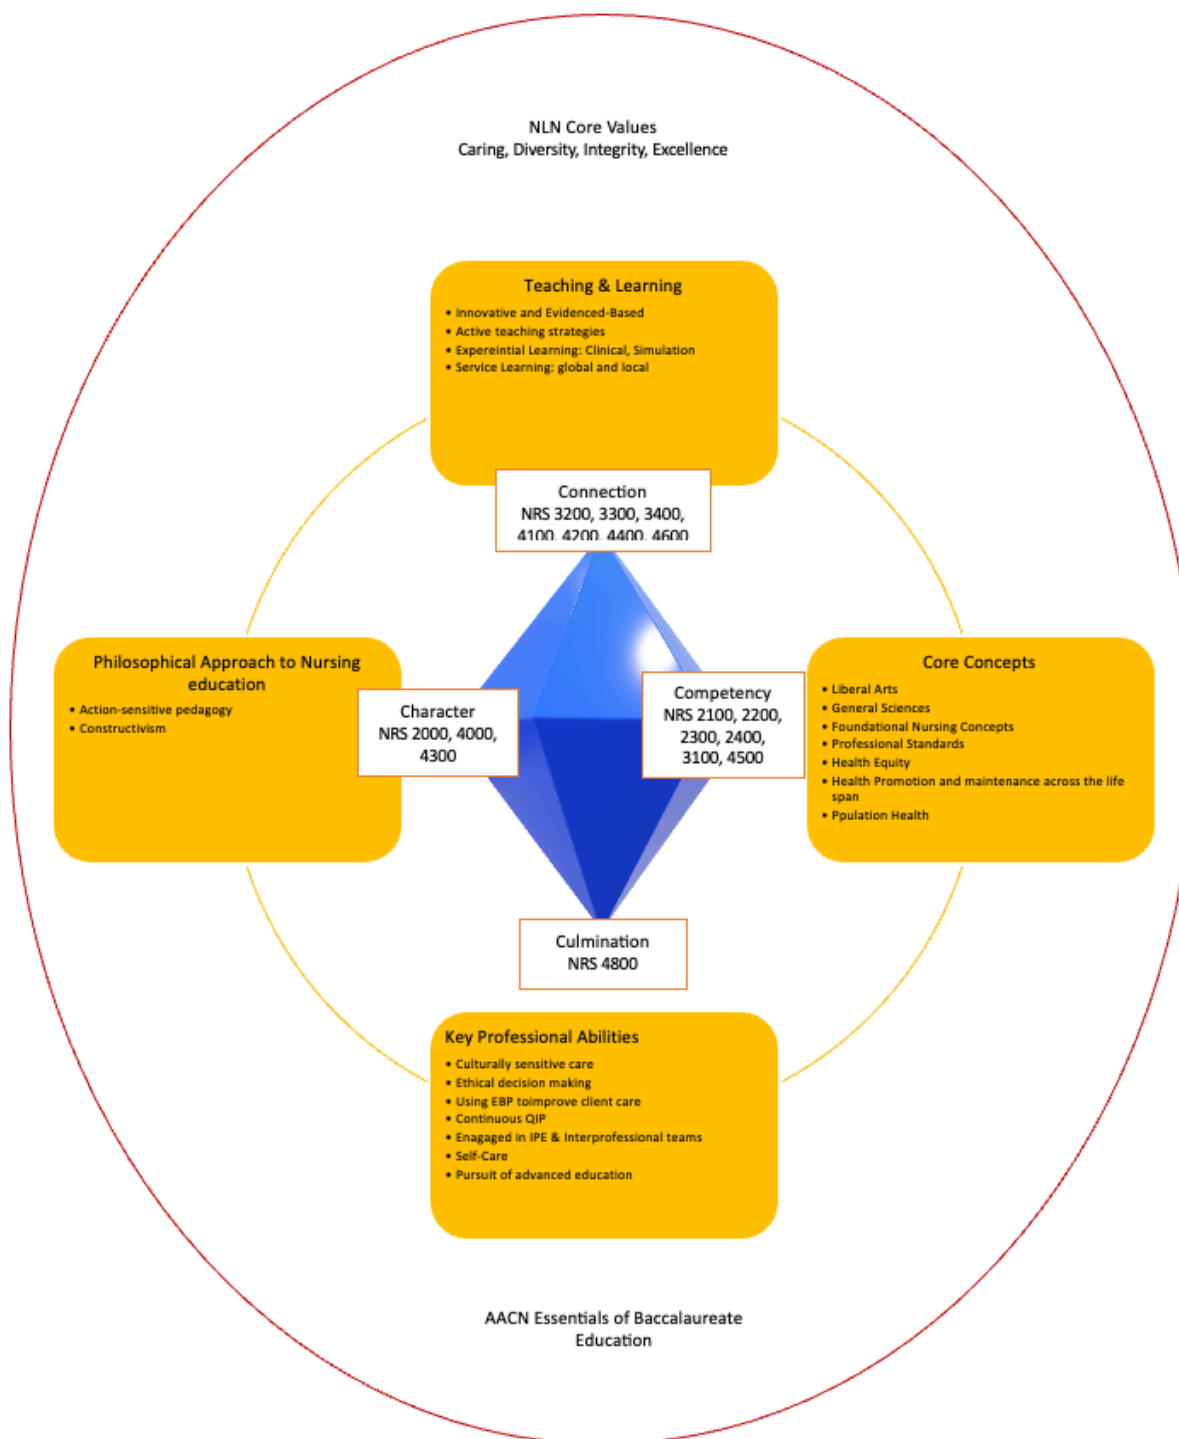 NLN Core Values
Caring, Diversity, Integrity, Excellence
Teaching & Learning
• Innovative and Evidenced-Based
• Active teaching strategies
• Expereintial Learning: Clinical, Simulation
• Service Learning: global and local
Connection
NRS 3200, 3300, 3400,
4100, 4200, 4400, 4600
Philosophical Approach to Nursing
education
• Action-sensitive pedagogy
• Constructivism
Character
NRS 2000, 4000,
4300
Competency
NRS 2100, 2200,
2300, 2400,
3100, 4500
Core Concepts
• Liberal Arts
• General Sciences
• Foundational Nursing Concepts
• Professional Standards
• Health Equity
• Health Promotion and maintenance across the life
span
• Ppulation Health
Culmination
NRS 4800
Key Professional Abilities
• Culturally sensitive care
• Ethical decision making
• Using EBP toimprove client care
• Continuous QIP
• Enagaged in IPE & Interprofessional teams
• Self-Care
• Pursuit of advanced education
AACN Essentials of Baccalaureate
Education